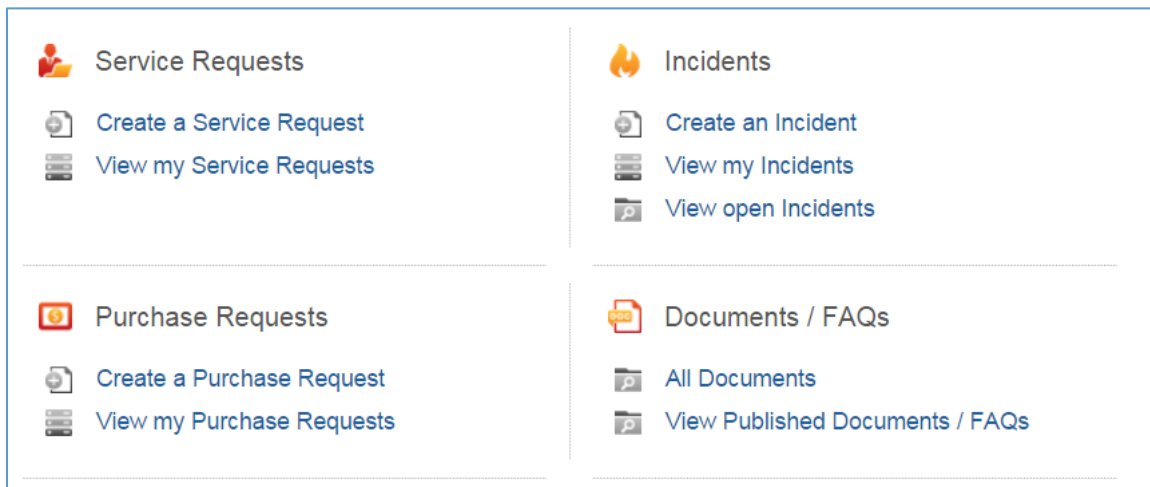 Service Requests
Create a Service Request
View my Service Requests
Incidents
Create an Incident
View my Incidents
View open Incidents
Purchase Requests
Create a Purchase Request
View my Purchase Requests
DOC
Documents / FAQs
All Documents
View Published Documents / FAQs